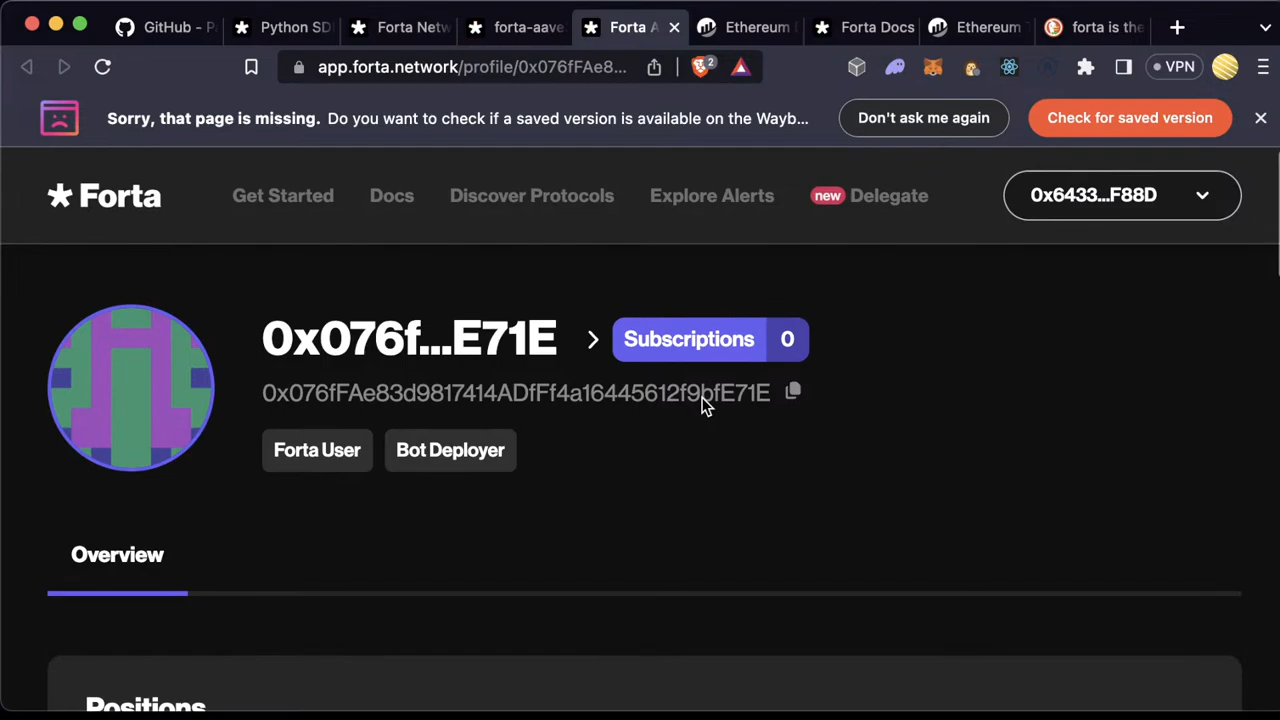 GitHub - P
Python SD
Forta Netw
forta-aave
Forta A
Ethereum
Forta Docs
Ethereum
forta is the
app.forta.network/profile/0x076fFAe8...
2
VPN
Sorry, that page is missing. Do you want to check if a saved version is available on the Wayb...
Don't ask me again
Check for saved version
Forta
Get Started
Docs
Discover Protocols
Explore Alerts
new Delegate
0x6433...F88D
0x076f...E71E
Subscriptions 0
0x076fFAe83d9817414ADfFf4a16445612f9bfE71E
Forta User
Bot Deployer
Overview
Positions